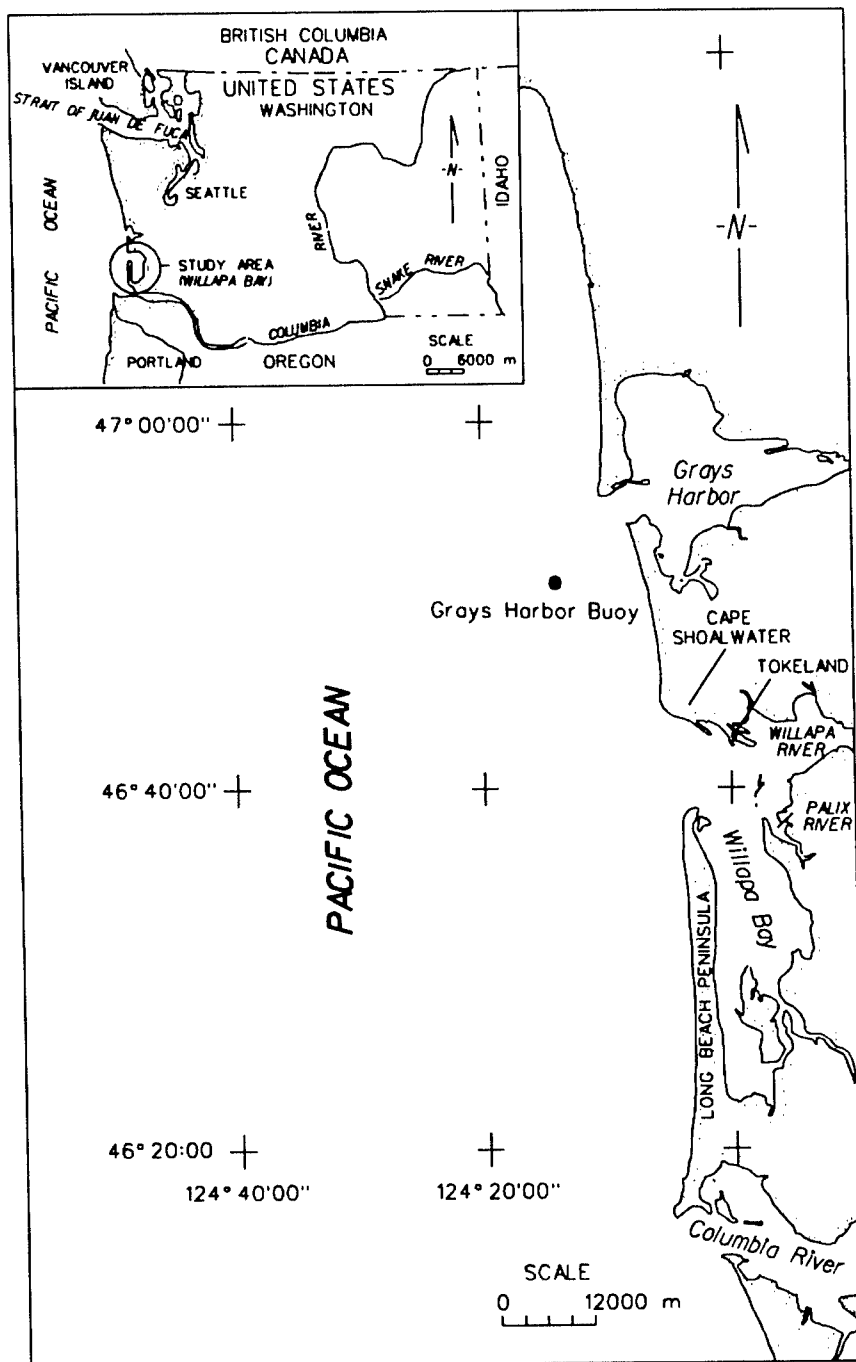 BRITISH COLUMBIA
CANADA
VANCOUVER
ISLAND
UNITED STATES
WASHINGTON
STRAIT OF JUAN DE FUCA
SEATTLE
-N-
IDAHO
PACIFIC OCEAN
RIVER
STUDY AREA
(WILLAPA BAY)
SNAKE RIVER
COLUMBIA
SCALE
PORTLAND
OREGON
0 6000 m
-N-
47° 00'00"
Grays
Harbor
Grays Harbor Buoy
CAPE
SHOALWATER
TOKELAND
WILLAPA
RIVER
PACIFIC OCEAN
46° 40'00"
PALIX
RIVER
Willapa Bay
LONG BEACH PENINSULA
46° 20:00
124° 40'00"
124° 20'00"
Columbia River
SCALE
0 12000 m